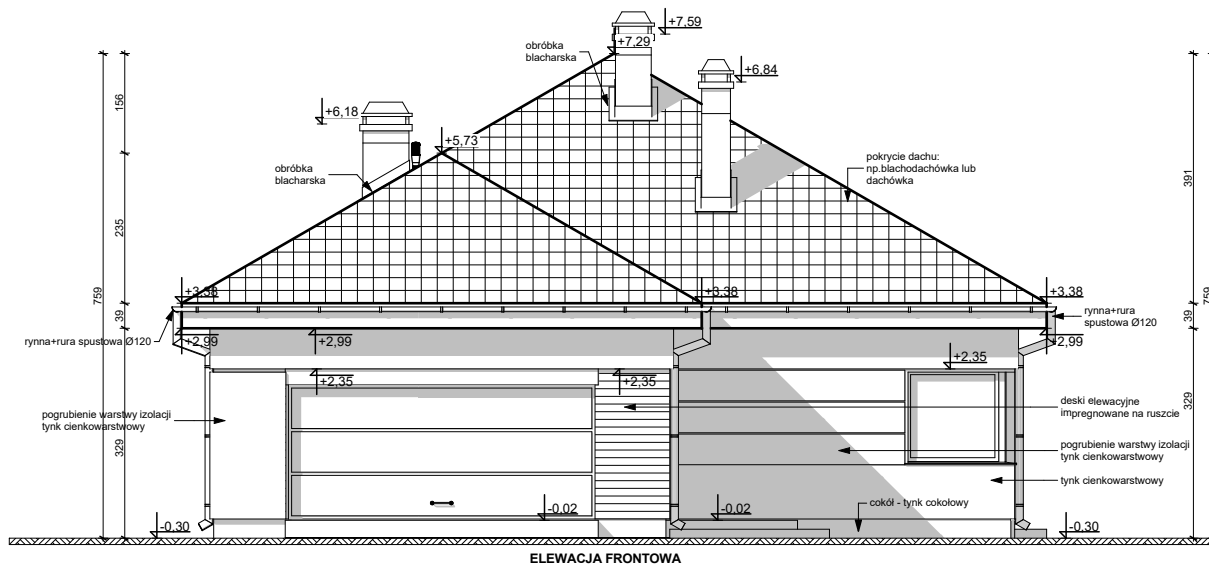 +7,59
obróbka
blacharska
+7,29
+6,84
156
+6,18
+5,73
obróbka
blacharska
pokrycie dachu:
np.blachodachówka lub
dachówka
391
235
759
759
+3,38
+3,38
+3,38
39
39
rynna+rura
spustowa Ø120
rynna+rura spustowa Ø120
+2,99
+2,99
+2,99
+2,35
+2,35
+2,35
pogrubienie warstwy izolacji
tynk cienkowarstwowy
deski elewacyjne
impregnowane na ruszcie
329
329
pogrubienie warstwy izolacji
tynk cienkowarstwowy
tynk cienkowarstwowy
cokół - tynk cokołowy
-0.02
-0.02
-0.30
-0.30
ELEWACJA FRONTOWA